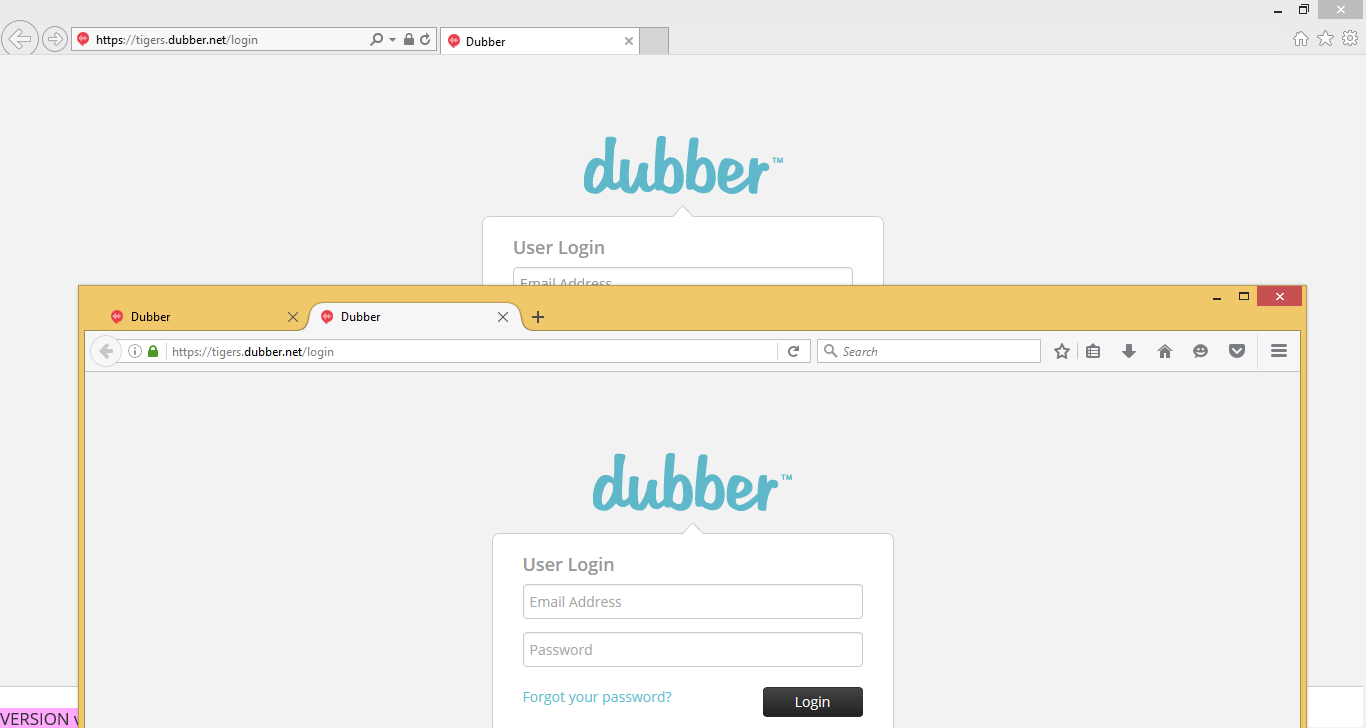 https://tigers.dubber.net/login
Dubber
dubber™
User Login
Email Address
Dubber
Dubber
https://tigers.dubber.net/login
Search
dubber™
User Login
Email Address
Password
Forgot your password?
Login
VERSION